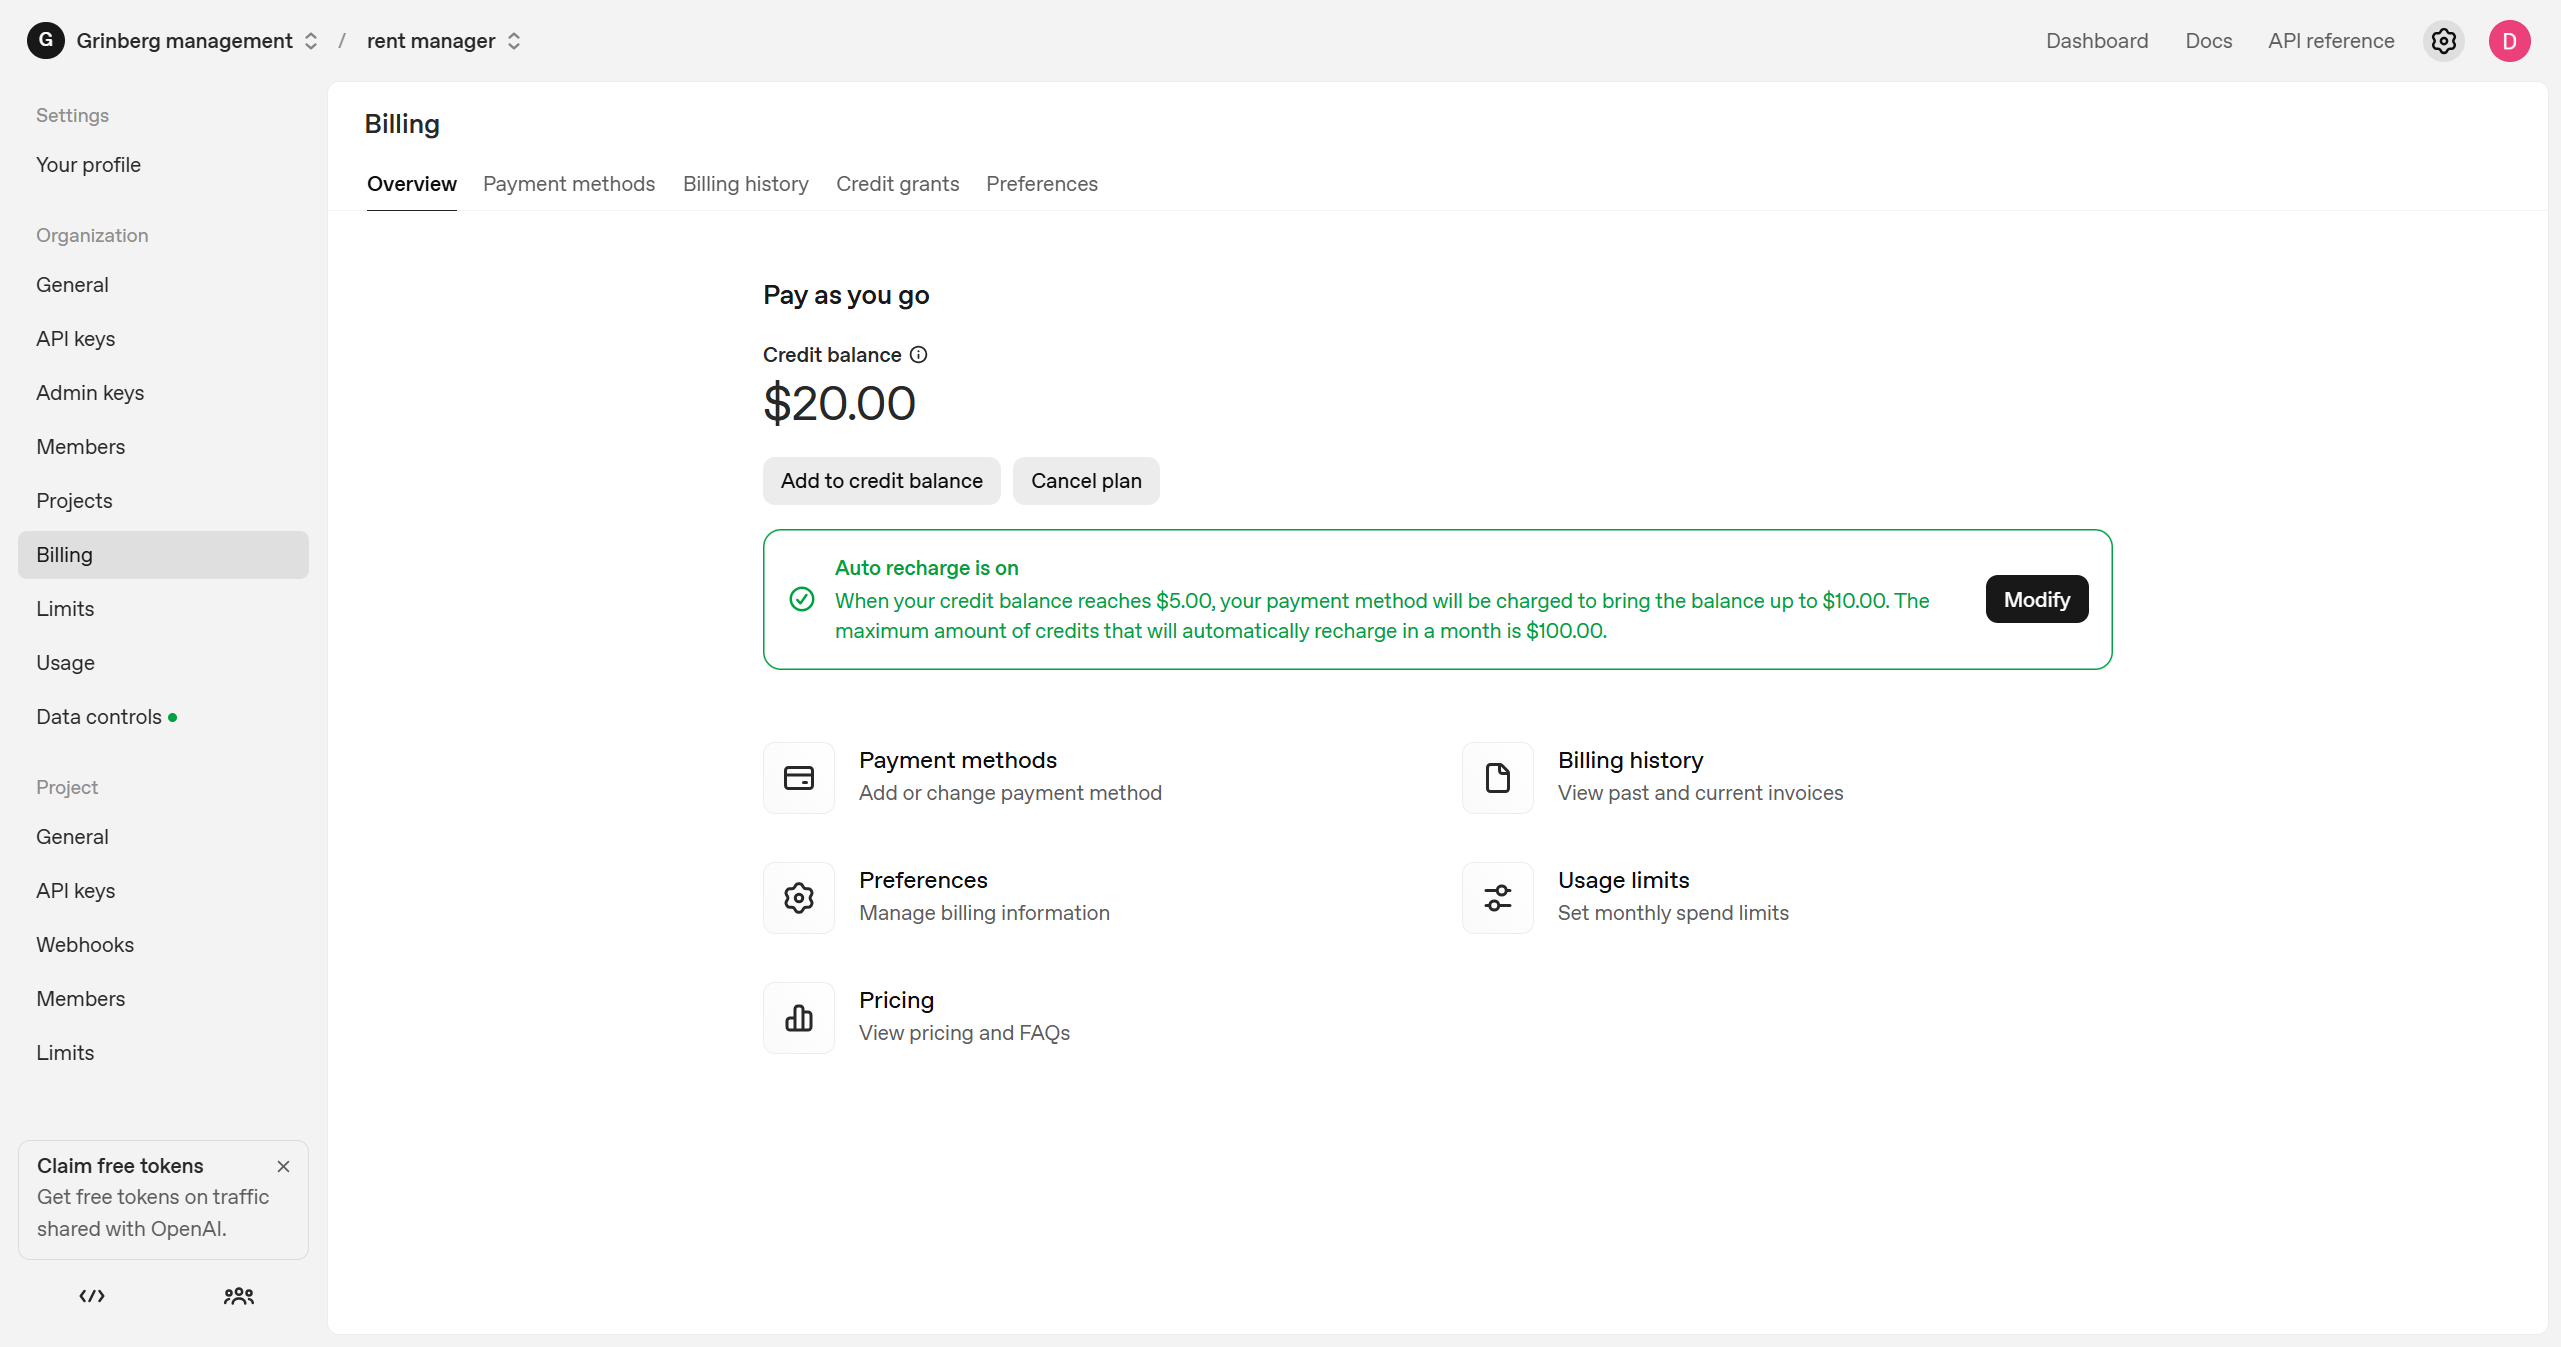 G Grinberg management / rent manager
Dashboard Docs API reference D
Settings
Your profile
Organization
General
API keys
Admin keys
Members
Projects
Billing
Limits
Usage
Data controls
Project
General
API keys
Webhooks
Members
Limits
Claim free tokens
Get free tokens on traffic
shared with OpenAI.
Billing
Overview Payment methods Billing history Credit grants Preferences
Pay as you go
Credit balance
$20.00
Add to credit balance Cancel plan
Auto recharge is on
When your credit balance reaches $5.00, your payment method will be charged to bring the balance up to $10.00. The
maximum amount of credits that will automatically recharge in a month is $100.00.
Modify
Payment methods
Add or change payment method
Billing history
View past and current invoices
Preferences
Manage billing information
Usage limits
Set monthly spend limits
Pricing
View pricing and FAQs